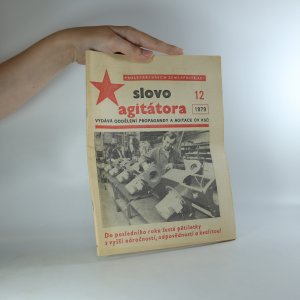 PROLETÁŘI VŠECH ZEMÍ, SPOJTE SE!
slovo
agitátora
12
1979
VYDÁVÁ ODDĚLENÍ PROPAGANDY A AGITACE ÚV KSČ
Do posledního roku šesté pětiletky
s vyšší náročností, odpovědností a kvalitou!